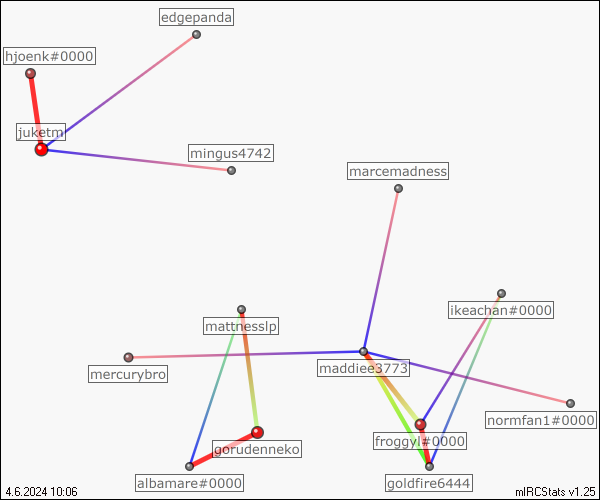 edgepanda
hjoenk#0000
juketm
mingus4742
marcemadness
ikeachan#0000
mattnesslp
maddiee3773
mercurybro
normfan1#0000
froggyl#0000
gorudenneko
albamare#0000
goldfire6444
4.6.2024 10:06
mIRCStats v1.25